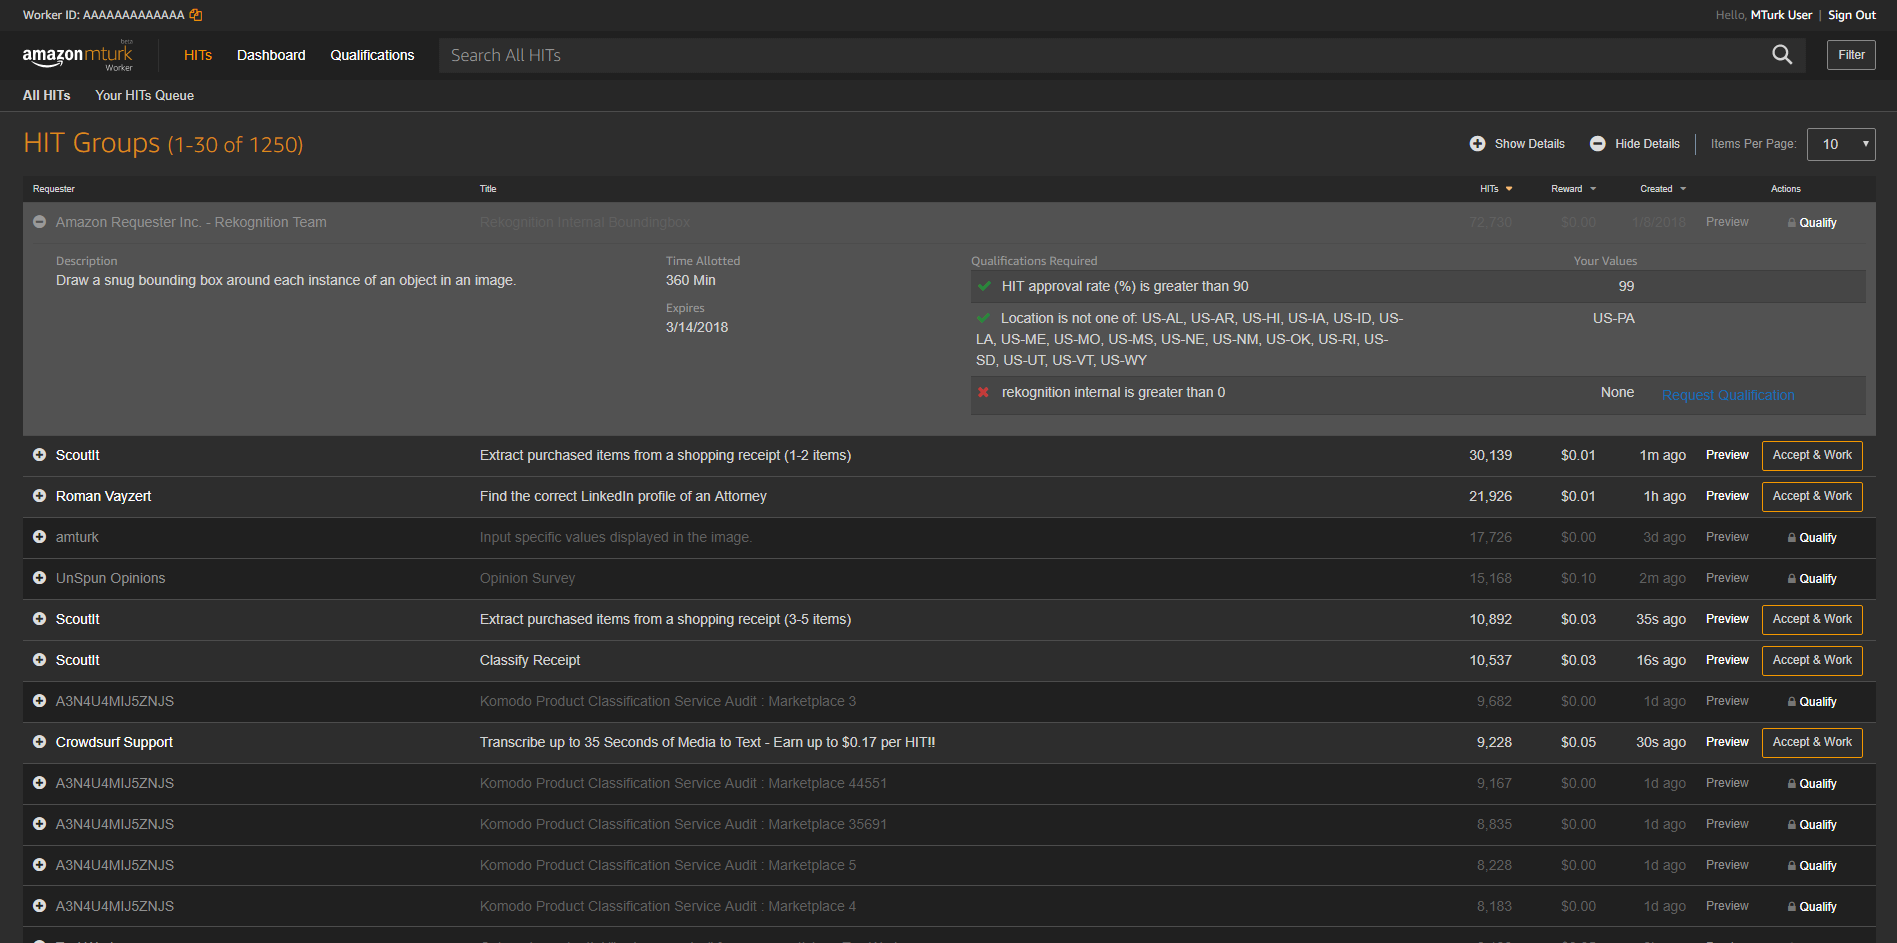 Worker ID: AAAAAAAAAAAAA
Hello, MTurk User | Sign Out
beta
amazonmturk
Worker
HITs Dashboard Qualifications Search All HITs Filter
All HITs Your HITs Queue
HIT Groups (1-30 of 1250)
Show Details Hide Details Items Per Page: 10
Requester Title HITs Reward Created Actions
Amazon Requester Inc. - Rekognition Team Rekognition Internal Boundingbox 72,730 $0.00 1/8/2018 Preview Qualify
Description Time Allotted Qualifications Required Your Values
Draw a snug bounding box around each instance of an object in an image. 360 Min
HIT approval rate (%) is greater than 90 99
Expires
3/14/2018
Location is not one of: US-AL, US-AR, US-HI, US-IA, US-ID, US- US-PA
LA, US-ME, US-MO, US-MS, US-NE, US-NM, US-OK, US-RI, US-
SD, US-UT, US-VT, US-WY
rekognition internal is greater than 0 None Request Qualification
ScoutIt Extract purchased items from a shopping receipt (1-2 items) 30,139 $0.01 1m ago Preview Accept & Work
Roman Vayzert Find the correct LinkedIn profile of an Attorney 21,926 $0.01 1h ago Preview Accept & Work
amturk Input specific values displayed in the image. 17,726 $0.00 3d ago Preview Qualify
UnSpun Opinions Opinion Survey 15,168 $0.10 2m ago Preview Qualify
ScoutIt Extract purchased items from a shopping receipt (3-5 items) 10,892 $0.03 35s ago Preview Accept & Work
ScoutIt Classify Receipt 10,537 $0.03 16s ago Preview Accept & Work
A3N4U4MIJ5ZNJS Komodo Product Classification Service Audit : Marketplace 3 9,682 $0.00 1d ago Preview Qualify
Crowdsurf Support Transcribe up to 35 Seconds of Media to Text - Earn up to $0.17 per HIT!! 9,228 $0.05 30s ago Preview Accept & Work
A3N4U4MIJ5ZNJS Komodo Product Classification Service Audit : Marketplace 44551 9,167 $0.00 1d ago Preview Qualify
A3N4U4MIJ5ZNJS Komodo Product Classification Service Audit : Marketplace 35691 8,835 $0.00 1d ago Preview Qualify
A3N4U4MIJ5ZNJS Komodo Product Classification Service Audit : Marketplace 5 8,228 $0.00 1d ago Preview Qualify
A3N4U4MIJ5ZNJS Komodo Product Classification Service Audit : Marketplace 4 8,183 $0.00 1d ago Preview Qualify